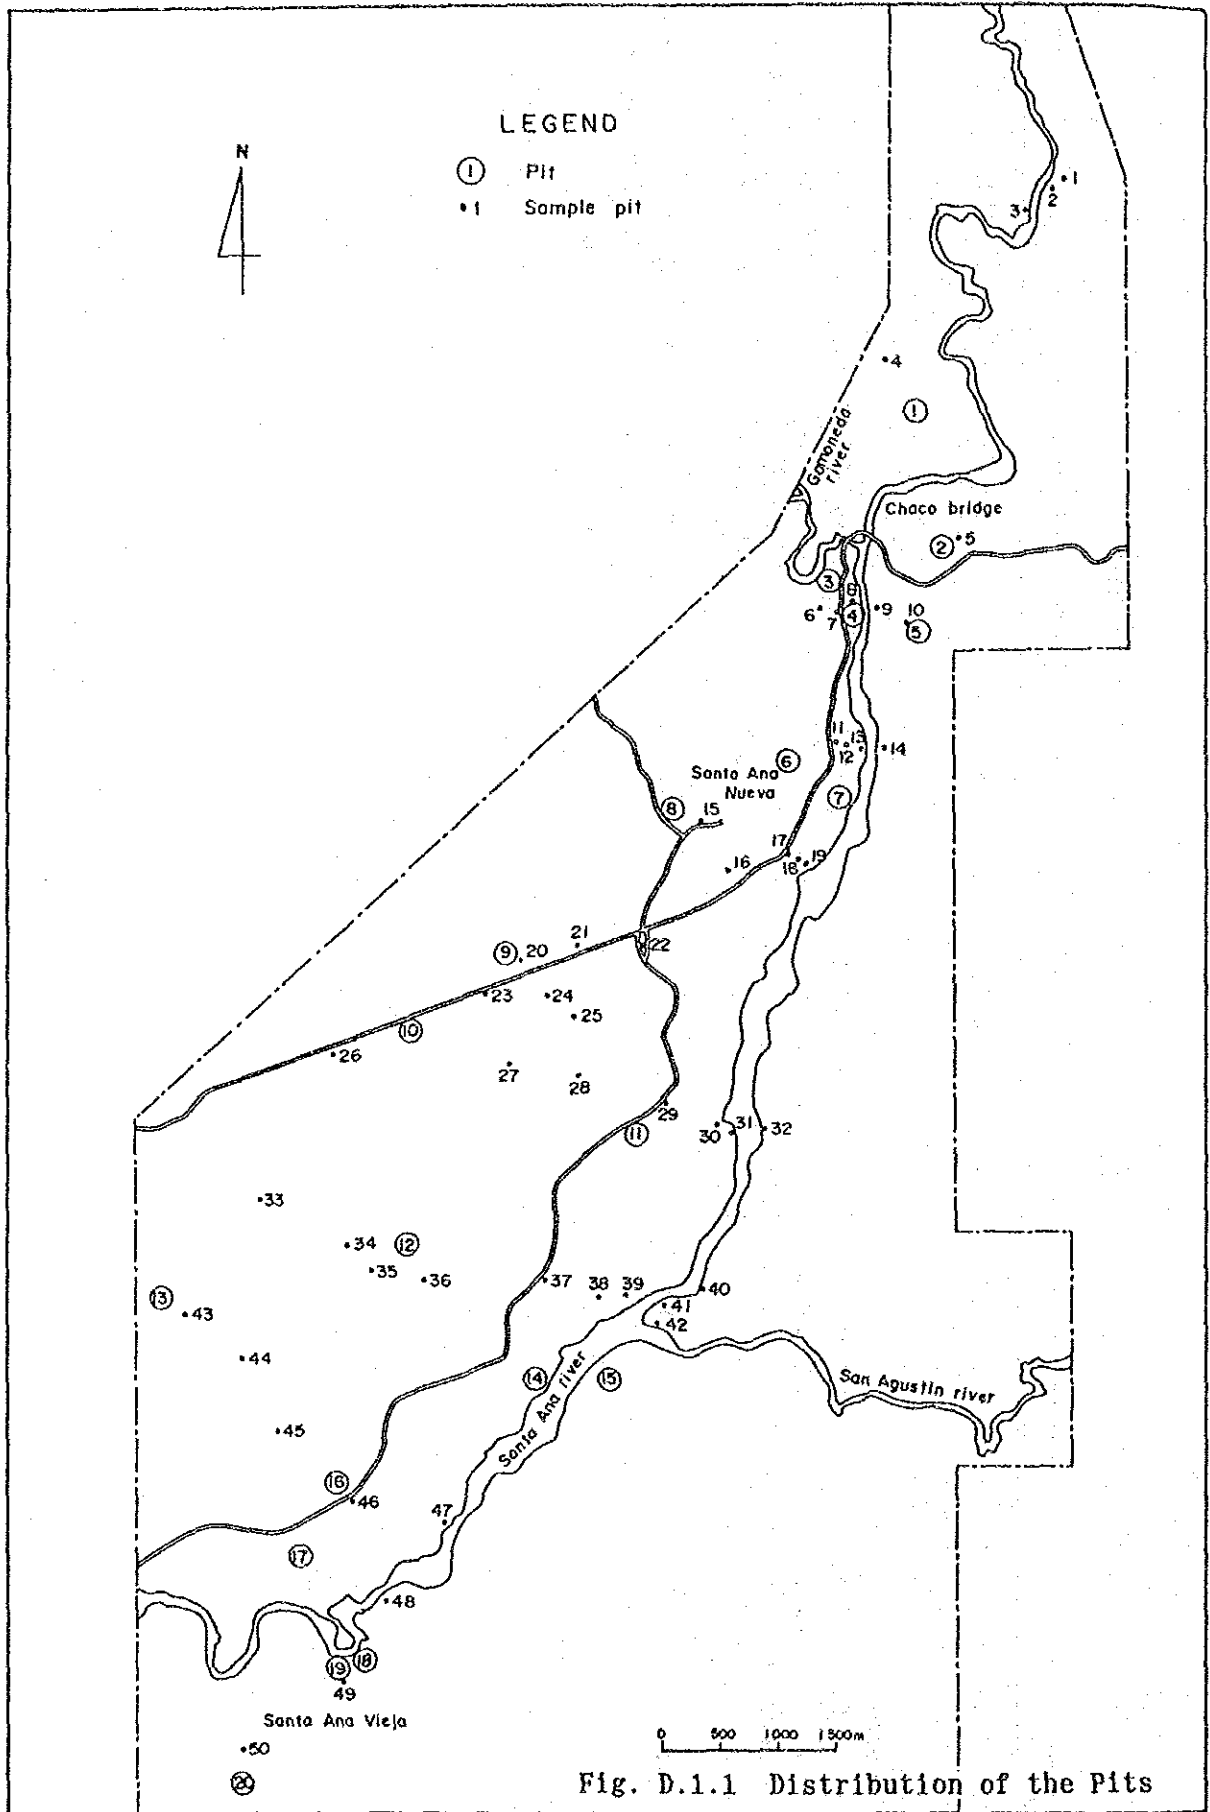 LEGEND
N
① Pit
•1 Sample pit
1
2
3
4
①
Gamoneda
river
Chaco bridge
② 5
③
8
6 7 ④ 9 10
⑤
11
12 13 14
⑥
Santa Ana
Nueva
⑦
⑧ 15
17
16
18 19
21
⑨ 20
22
23 24
25
⑩
26
27
28
29
⑪
30 31 32
33
34 ⑫
35 36
37
38 39
40
41
42
⑬
43
44
⑭ ⑮
Santa Ana river
San Agustin river
45
⑯
46
47
⑰
48
⑲ ⑱
49
Santa Ana Vieja
50
⑳
0 500 1000 1500m
Fig. D.1.1 Distribution of the Pits